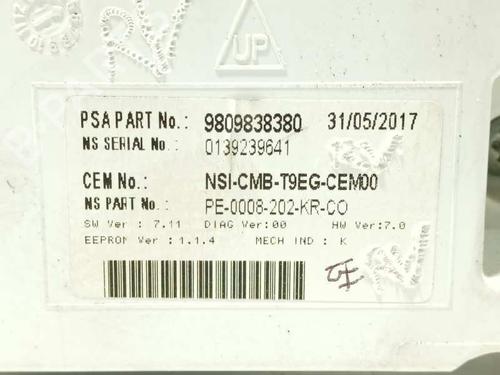 UP
PSA PART No.: 9809838380 31/05/2017
NS SERIAL No.: 0139239641
CEM No.: NSI-CMB-T9EG-CEM00
NS PART No.: PE-0008-202-KR-CO
SW Ver : 7.11 DIAG Ver:00 HW Ver:7.0
EEPROM Ver : 1.1.4 MECH IND : K